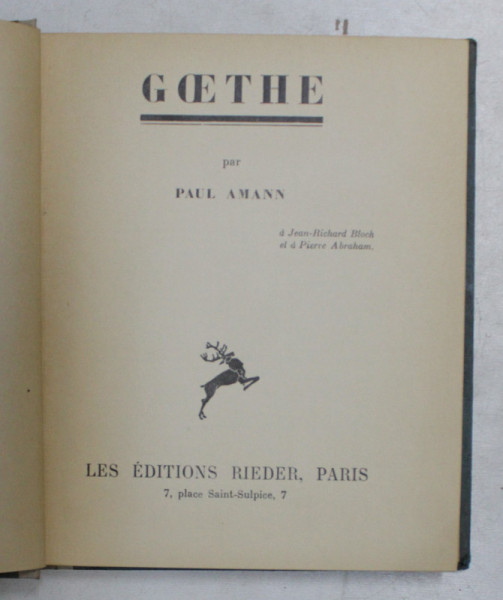 GŒTHE
par
PAUL AMANN
à Jean-Richard Bloch
et à Pierre Abraham.
LES ÉDITIONS RIEDER, PARIS
7, place Saint-Sulpice, 7